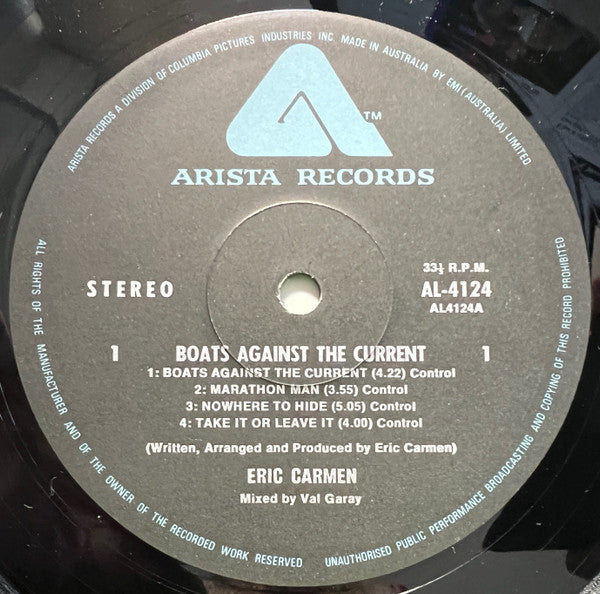 ARISTA RECORDS A DIVISION OF COLUMBIA PICTURES INDUSTRIES INC MADE IN AUSTRALIA BY EMI (AUSTRALIA) LIMITED
TM
ARISTA RECORDS
STEREO
33⅓ R.P.M.
AL-4124
AL4124A
1 BOATS AGAINST THE CURRENT 1
1: BOATS AGAINST THE CURRENT (4.22) Control
2: MARATHON MAN (3.55) Control
3: NOWHERE TO HIDE (5.05) Control
4: TAKE IT OR LEAVE IT (4.00) Control
(Written, Arranged and Produced by Eric Carmen)
ERIC CARMEN
Mixed by Val Garay
ALL RIGHTS OF THE MANUFACTURER AND OF THE OWNER OF THE RECORDED WORK RESERVED
UNAUTHORISED PUBLIC PERFORMANCE BROADCASTING AND COPYING OF THIS RECORD PROHIBITED